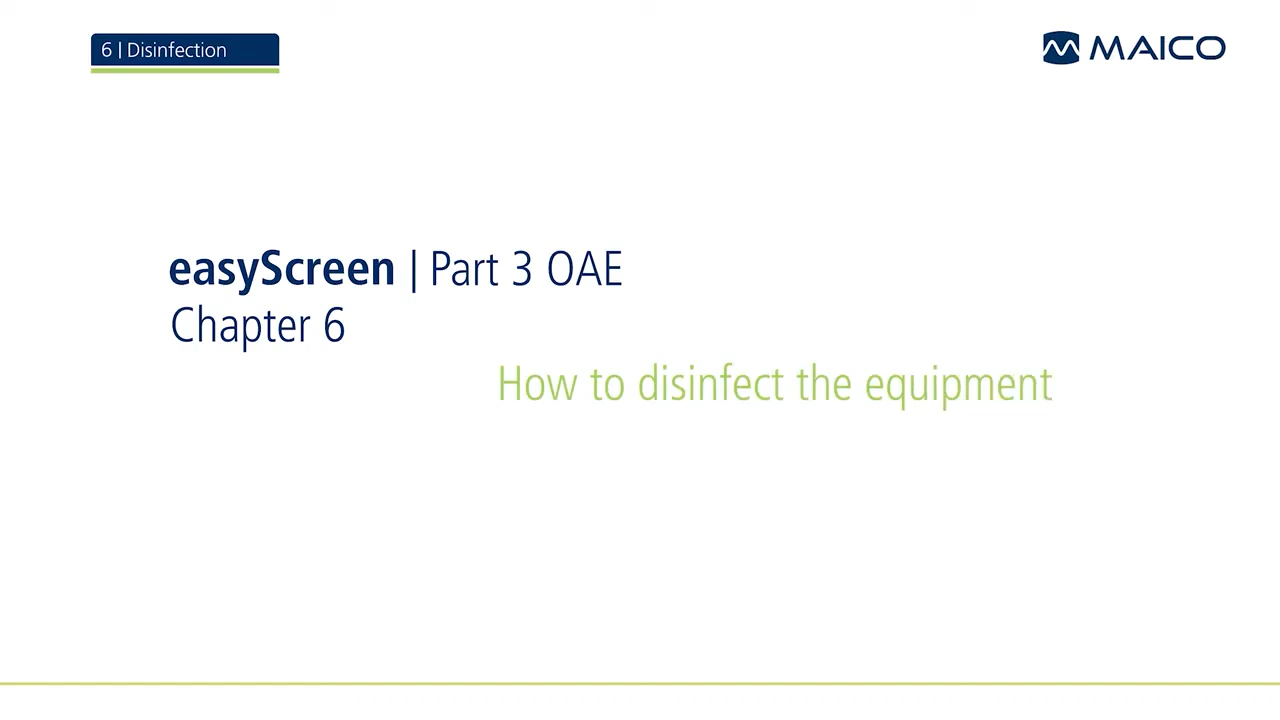 6 | Disinfection
MAICO
easyScreen | Part 3 OAE
Chapter 6
How to disinfect the equipment